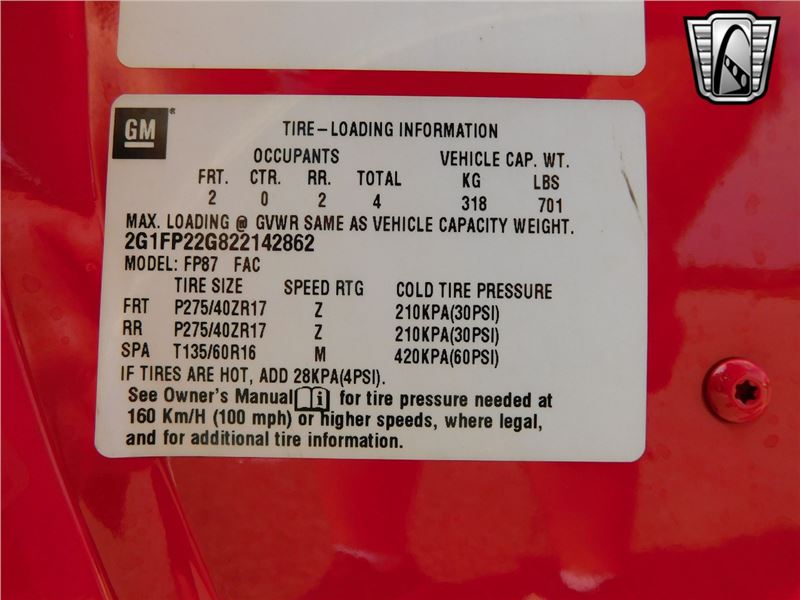 GM® TIRE-LOADING INFORMATION
OCCUPANTS VEHICLE CAP. WT.
FRT. CTR. RR. TOTAL KG LBS
2 0 2 4 318 701
MAX. LOADING @ GVWR SAME AS VEHICLE CAPACITY WEIGHT.
2G1FP22G822142862
MODEL: FP87 FAC
TIRE SIZE SPEED RTG COLD TIRE PRESSURE
FRT P275/40ZR17 Z 210KPA(30PSI)
RR P275/40ZR17 Z 210KPA(30PSI)
SPA T135/60R16 M 420KPA(60PSI)
IF TIRES ARE HOT, ADD 28KPA(4PSI).
See Owner's Manual i for tire pressure needed at
160 Km/H (100 mph) or higher speeds, where legal,
and for additional tire information.